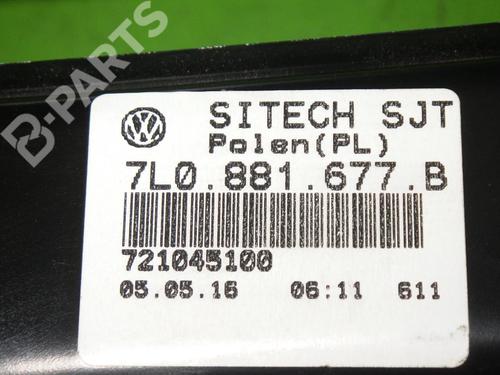 B-PARTS
SITECH SJT
Polen(PL)
7L0.881.677.B
721045100
05.05.16 06:11 611